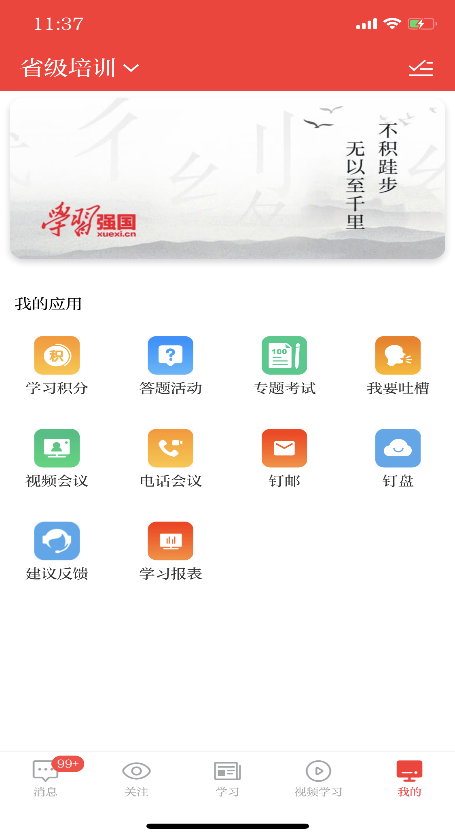 11:37
省级培训
不积跬步
无以至千里
学习强国
xuexi.cn
我的应用
积
100
学习积分
答题活动
专题考试
我要吐槽
视频会议
电话会议
钉邮
钉盘
建议反馈
学习报表
99+
消息
关注
学习
视频学习
我的